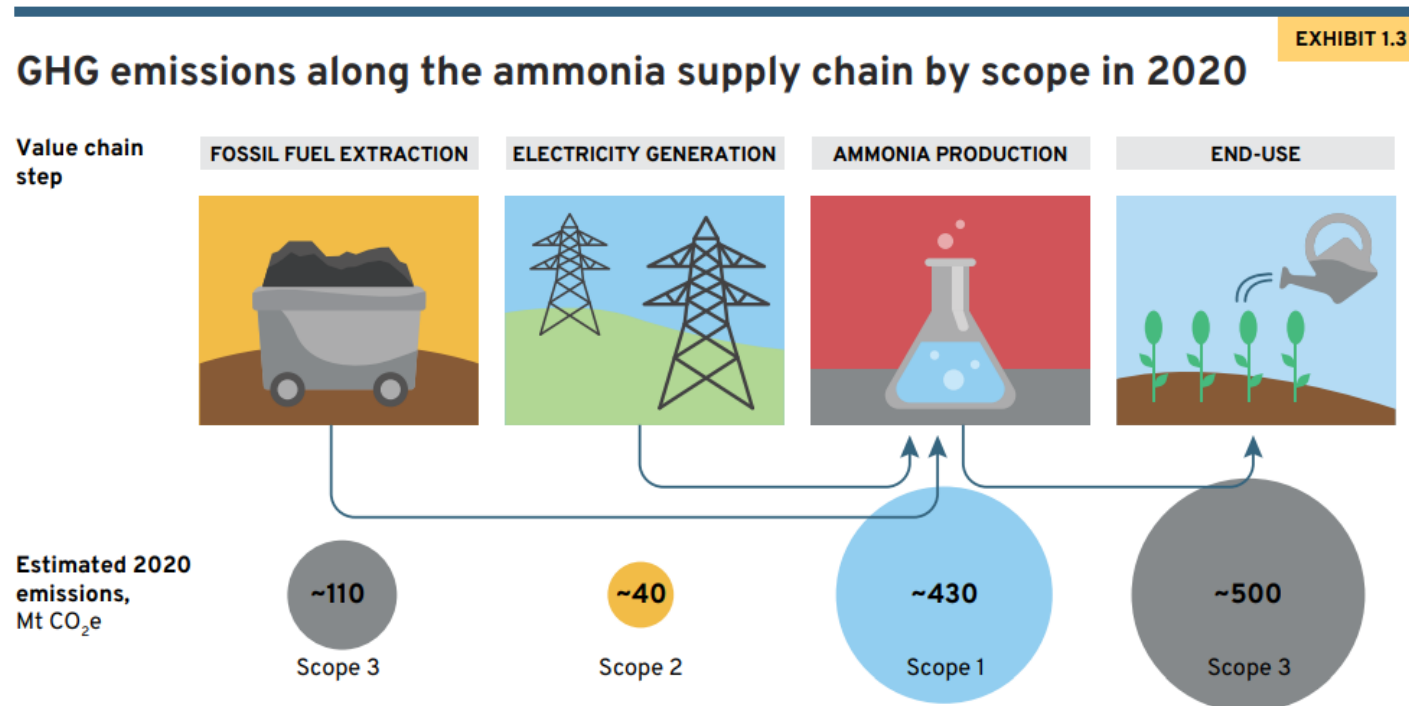 EXHIBIT 1.3
GHG emissions along the ammonia supply chain by scope in 2020
Value chain
step
FOSSIL FUEL EXTRACTION
ELECTRICITY GENERATION
AMMONIA PRODUCTION
END-USE
Estimated 2020
emissions,
Mt CO₂e
~110
~40
~430
~500
Scope 3
Scope 2
Scope 1
Scope 3